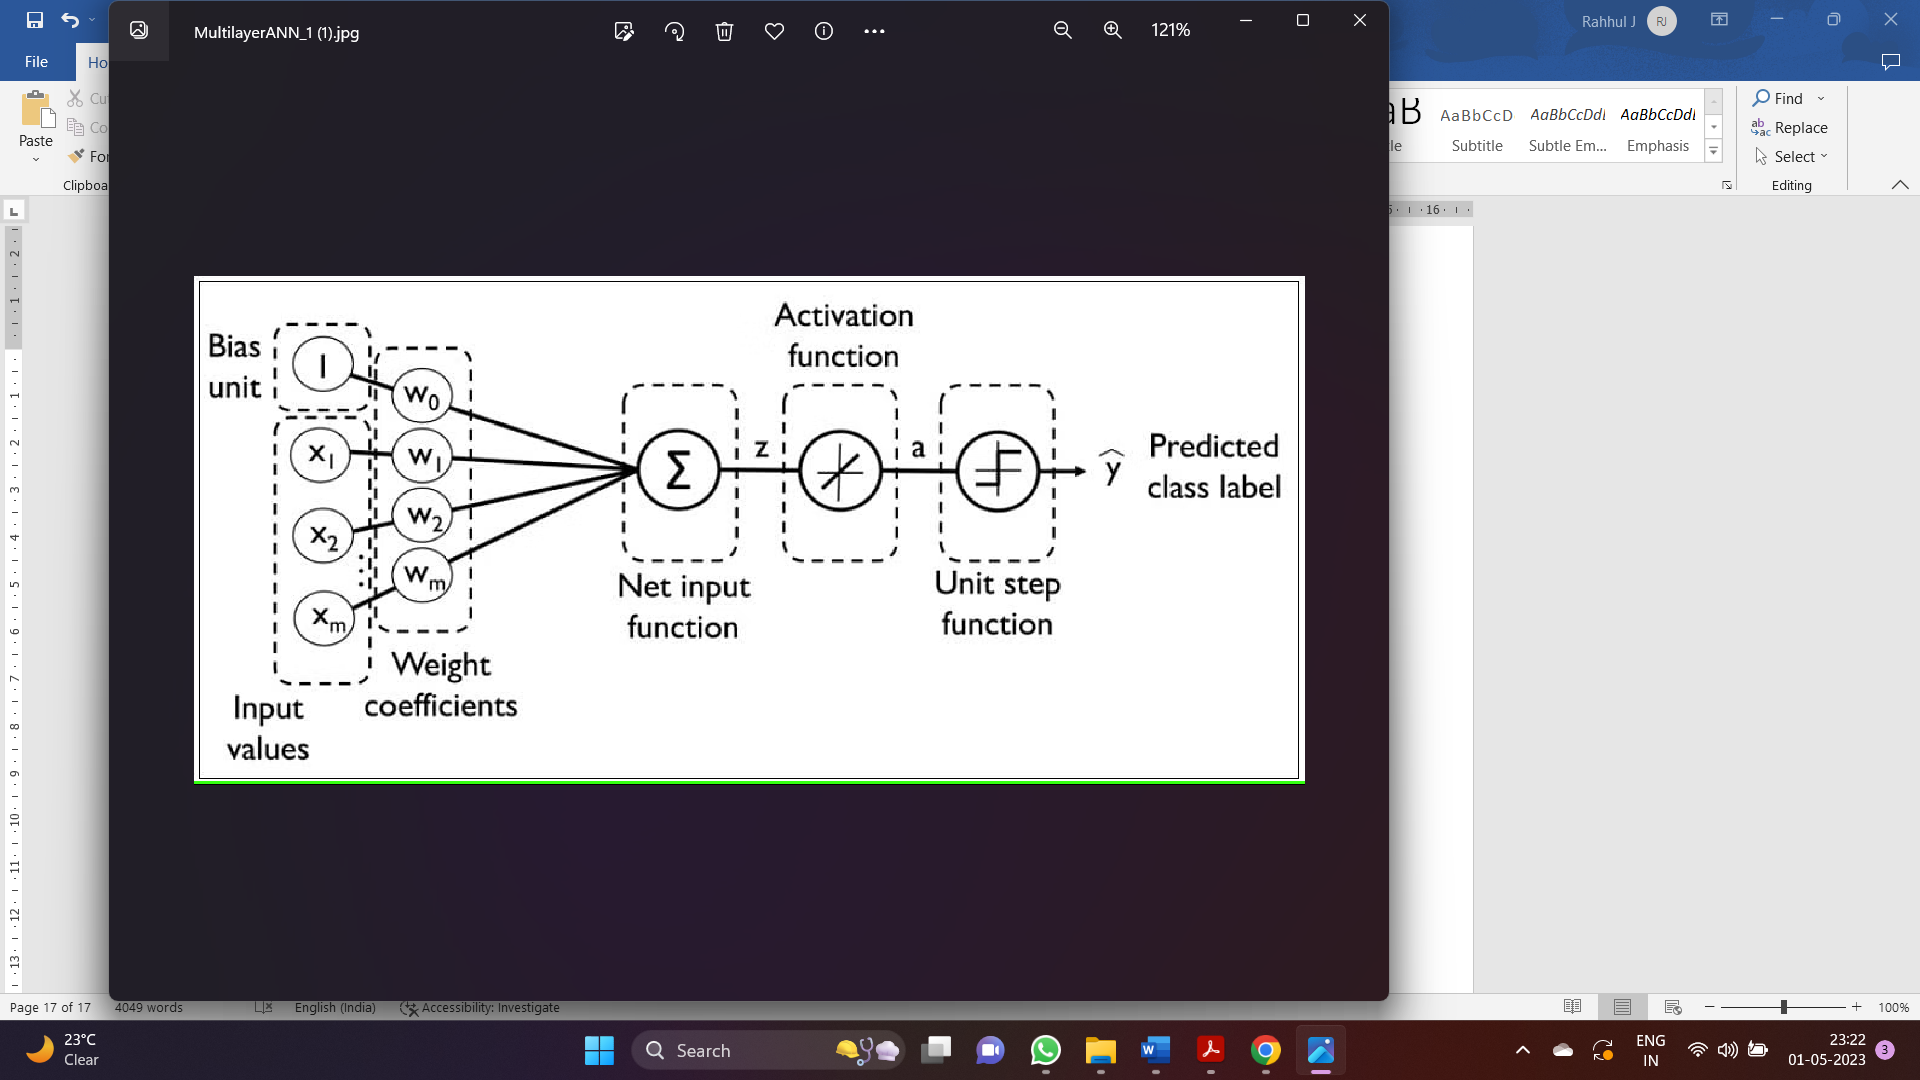 Rahhul J RJ
MultilayerANN_1 (1).jpg
121%
File
Ho
Paste
Clipboa
AaBbCcD
Subtitle
Subtle Em...
Emphasis
Find
Replace
Select
Editing
16
Bias
unit
1
w0
x1
w1
x2
w2
xm
wm
Input
values
Weight
coefficients
Σ
Net input
function
z
Activation
function
a
Unit step
function
ŷ
Predicted
class label
Page 17 of 17
4049 words
English (India)
Accessibility: Investigate
100%
23°C
Clear
Search
ENG
IN
23:22
01-05-2023
3